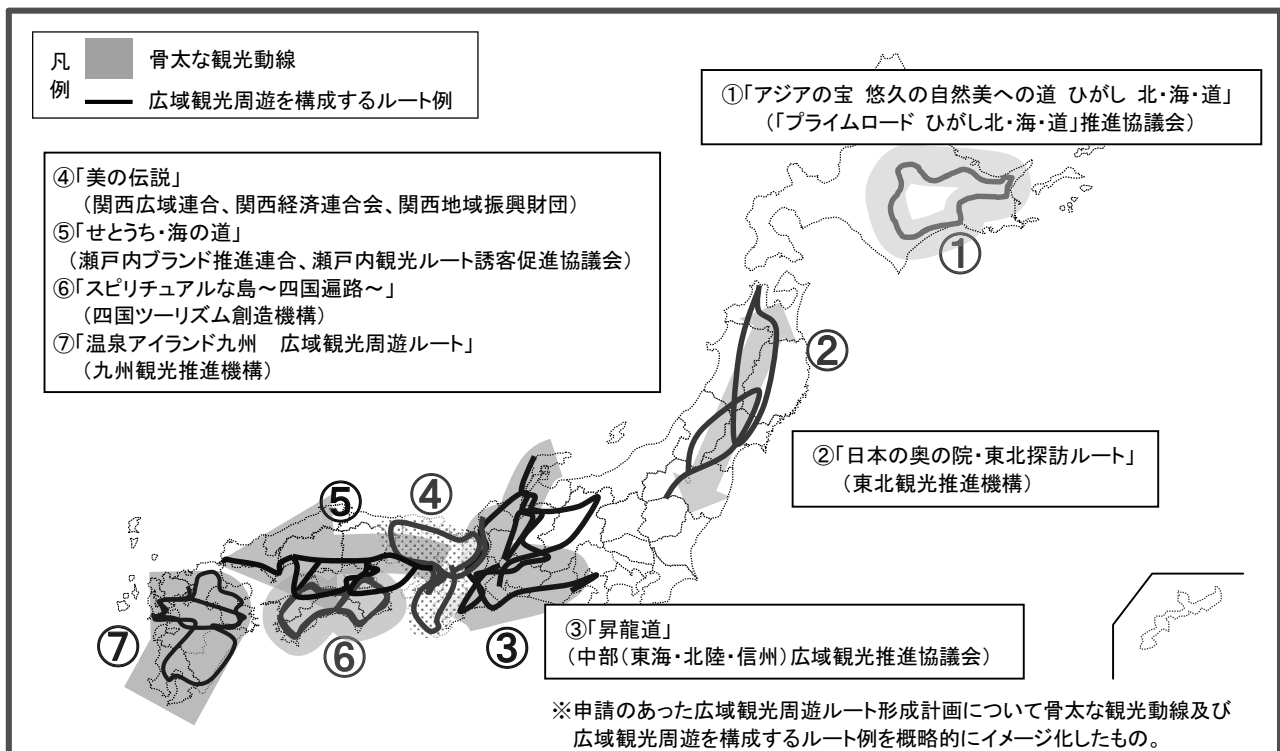 凡例
骨太な観光動線
広域観光周遊を構成するルート例
①「アジアの宝 悠久の自然美への道 ひがし 北・海・道」
(「プライムロード ひがし北・海・道」推進協議会)
④「美の伝説」
(関西広域連合、関西経済連合会、関西地域振興財団)
⑤「せとうち・海の道」
(瀬戸内ブランド推進連合、瀬戸内観光ルート誘客促進協議会)
⑥「スピリチュアルな島～四国遍路～」
(四国ツーリズム創造機構)
⑦「温泉アイランド九州 広域観光周遊ルート」
(九州観光推進機構)
①
②
②「日本の奥の院・東北探訪ルート」
(東北観光推進機構)
⑤
④
⑦
⑥
③
③「昇龍道」
(中部(東海・北陸・信州)広域観光推進協議会)
※申請のあった広域観光周遊ルート形成計画について骨太な観光動線及び
広域観光周遊を構成するルート例を概略的にイメージ化したもの。